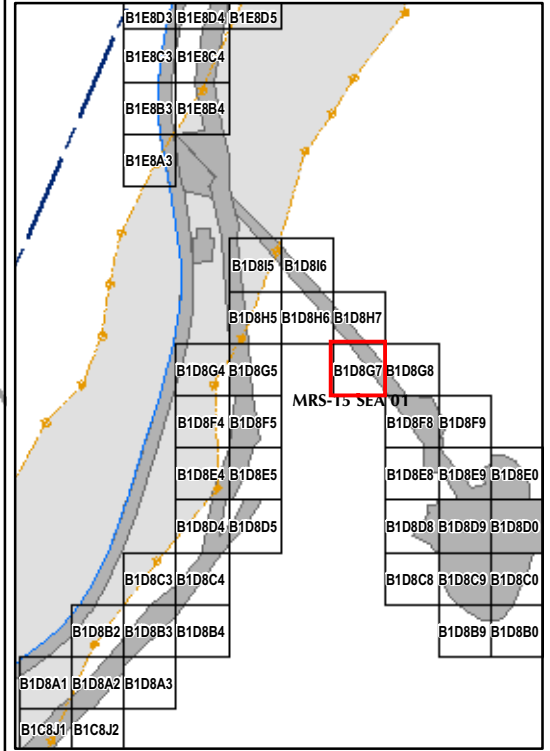 B1E8D3 B1E8D4 B1E8D5
B1E8C3 B1E8C4
B1E8B3 B1E8B4
B1E8A3
B1D8I5 B1D8I6
B1D8H5 B1D8H6 B1D8H7
B1D8G4 B1D8G5 B1D8G7 B1D8G8
MRS-15 SEA 01
B1D8F4 B1D8F5 B1D8F8 B1D8F9
B1D8E4 B1D8E5 B1D8E8 B1D8E9 B1D8E0
B1D8D4 B1D8D5 B1D8D8 B1D8D9 B1D8D0
B1D8C3 B1D8C4 B1D8C8 B1D8C9 B1D8C0
B1D8B2 B1D8B3 B1D8B4 B1D8B9 B1D8B0
B1D8A1 B1D8A2 B1D8A3
B1C8J1 B1C8J2